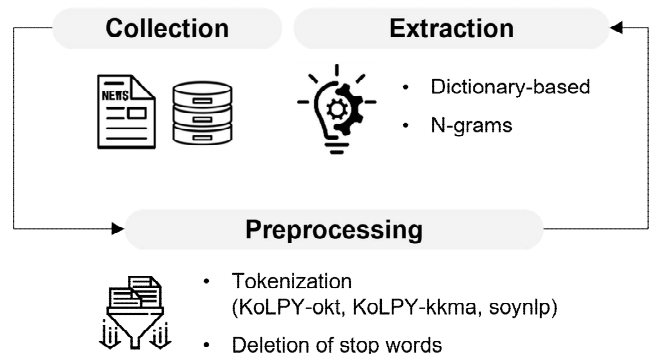 Collection
Extraction
NEWS
• Dictionary-based
• N-grams
Preprocessing
• Tokenization
(KoLPY-okt, KoLPY-kkma, soynlp)
• Deletion of stop words